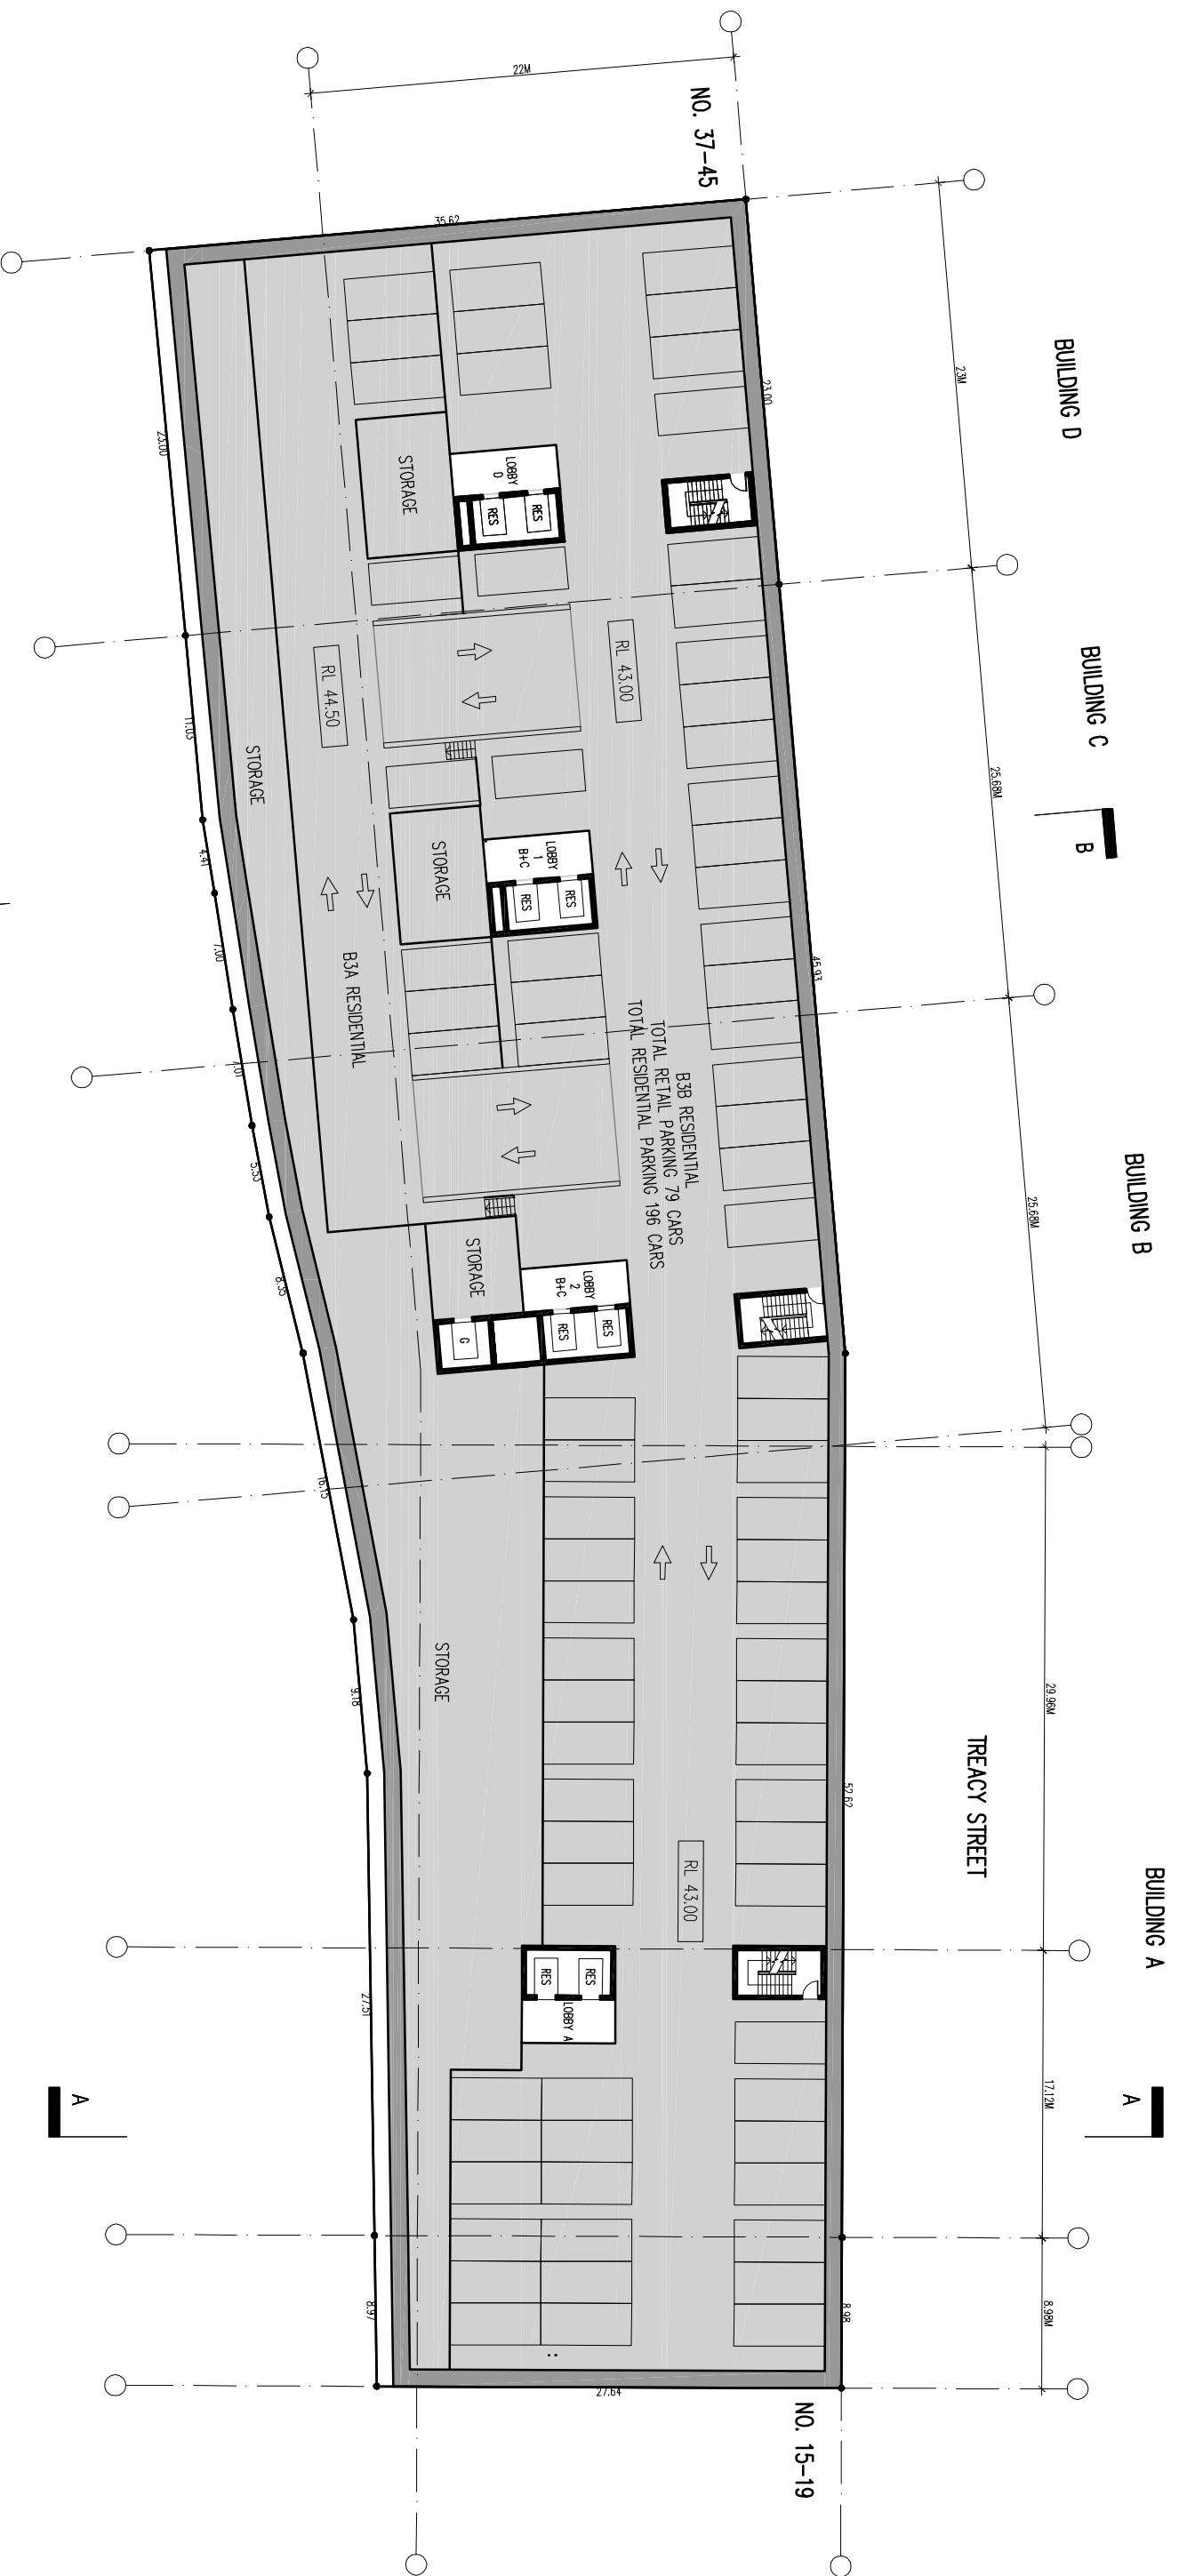 22M
NO. 37-45
35.62
BUILDING D
23M
23.00
23.00
LOBBY
D
RES
RES
STORAGE
BUILDING C
25.68M
B
RL 43.00
RL 44.50
11.03
STORAGE
4.41
7.00
LOBBY
1
B+C
RES
RES
STORAGE
45.93
B3A RESIDENTIAL
B3B RESIDENTIAL
TOTAL RETAIL PARKING 79 CARS
TOTAL RESIDENTIAL PARKING 196 CARS
7.01
5.53
BUILDING B
25.68M
STORAGE
LOBBY
2
B+C
RES
RES
G
8.35
16.15
STORAGE
9.18
29.96M
TREACY STREET
52.62
RL 43.00
BUILDING A
RES
RES
LOBBY A
27.51
A
A
17.12M
8.97
8.98
8.98M
27.64
NO. 15-19